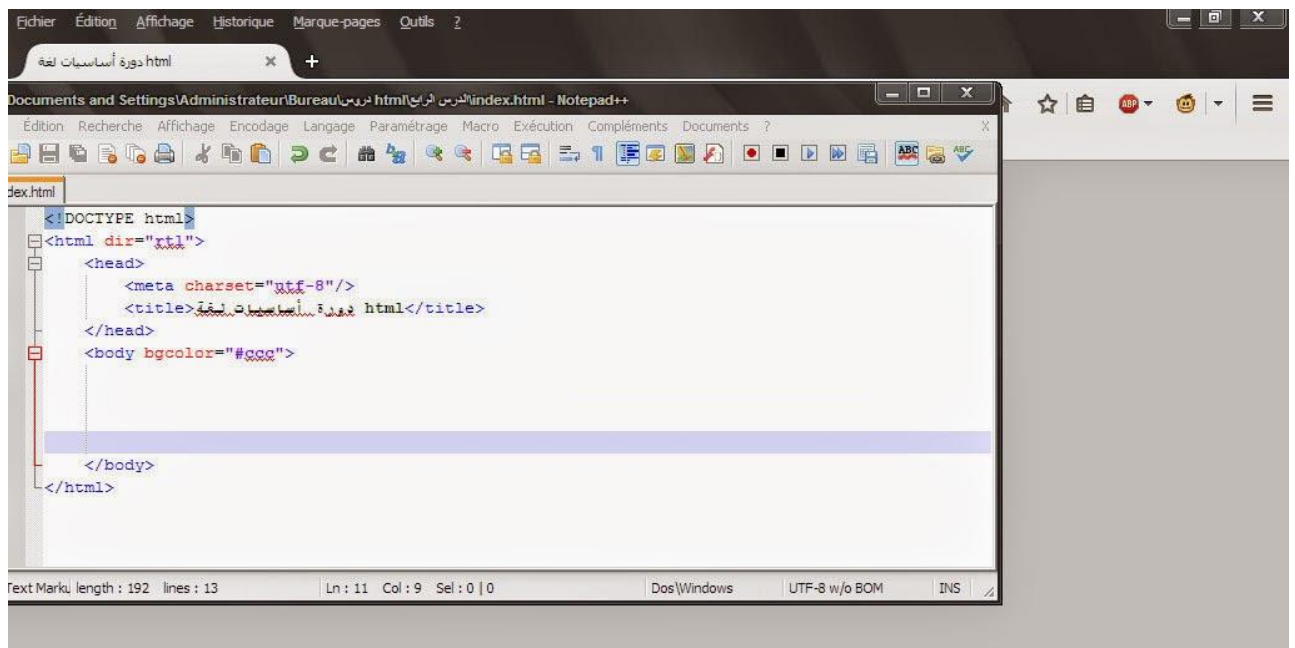 Fichier Édition Affichage Historique Marque-pages Outils ?
دورة أساسيات لغة html
Documents and Settings\Administrateur\Bureau\دروس html\الدرس الرابع\index.html - Notepad++
Édition Recherche Affichage Encodage Langage Paramétrage Macro Exécution Compléments Documents ? X
dex.html
<!DOCTYPE html>
<html dir="rtl">
<head>
<meta charset="utf-8"/>
<title>دورة أساسيات لغة html</title>
</head>
<body bgcolor="#ccc">
</body>
</html>
Text Marku length : 192 lines : 13 Ln : 11 Col : 9 Sel : 0 | 0 Dos\Windows UTF-8 w/o BOM INS